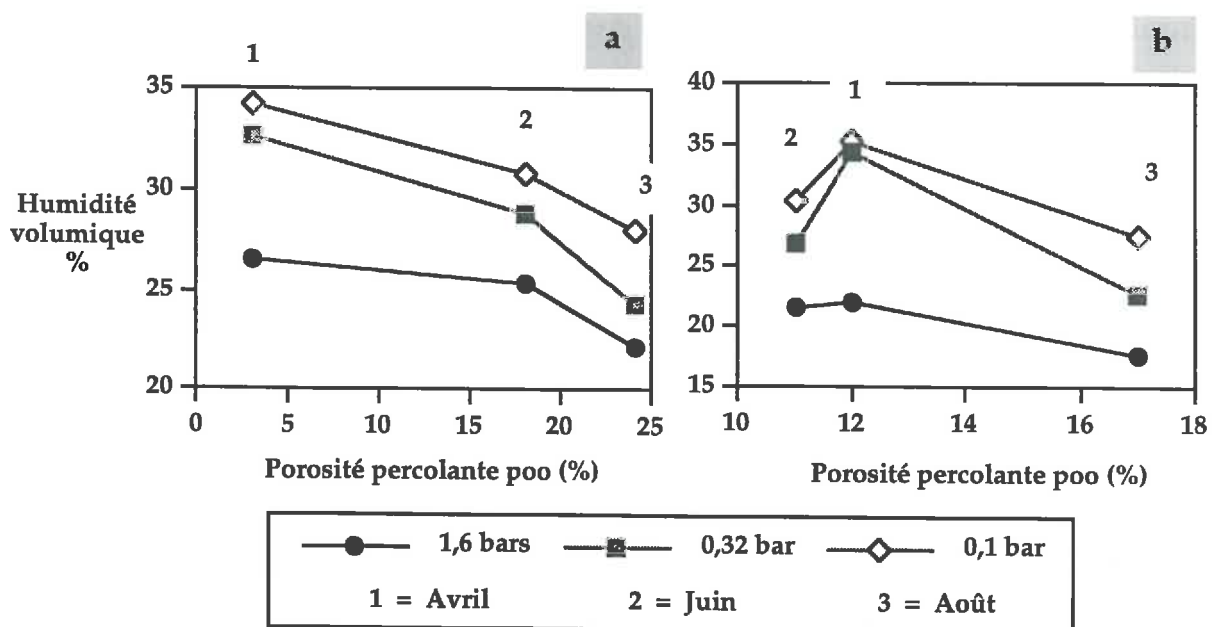 a
b
1
2
3
35
30
25
20
Humidité
volumique
%
0
5
10
15
20
25
Porosité percolante poo (%)
1
2
3
40
35
30
25
20
15
10
12
14
16
18
Porosité percolante poo (%)
1,6 bars
0,32 bar
0,1 bar
1 = Avril
2 = Juin
3 = Août